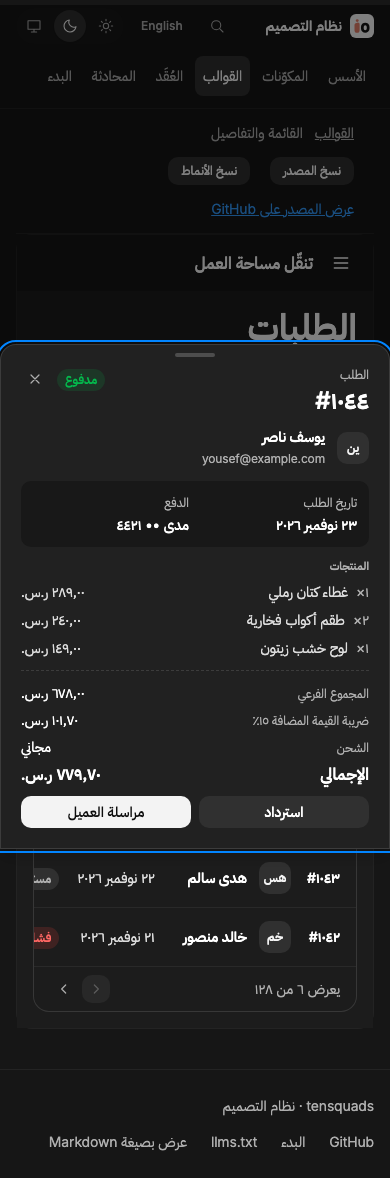 نظام التصميم
English
الأسس المكوّنات القوالب العُقَد المحادثة البدء
القوالب القائمة والتفاصيل
نسخ المصدر نسخ الأنماط
عرض المصدر على GitHub
تنقّل مساحة العمل
الطلبات
الطلب
مدفوع
#١٠٤٤
ين
يوسف ناصر
yousef@example.com
تاريخ الطلب الدفع
٢٣ نوفمبر ٢٠٢٦ مدى •• ٤٤٢١
المنتجات
١× غطاء كتان رملي ٢٨٩٫٠٠ ر.س.
٢× طقم أكواب فخارية ٢٤٠٫٠٠ ر.س.
١× لوح خشب زيتون ١٤٩٫٠٠ ر.س.
المجموع الفرعي ٦٧٨٫٠٠ ر.س.
ضريبة القيمة المضافة ١٥٪ ١٠١٫٧٠ ر.س.
الشحن مجاني
الإجمالي ٧٧٩٫٧٠ ر.س.
استرداد مراسلة العميل
#١٠٤٣ هس هدى سالم ٢٢ نوفمبر ٢٠٢٦
#١٠٤٢ خم خالد منصور ٢١ نوفمبر ٢٠٢٦
يعرض ٦ من ١٢٨
tensquads · نظام التصميم
GitHub البدء llms.txt عرض بصيغة Markdown